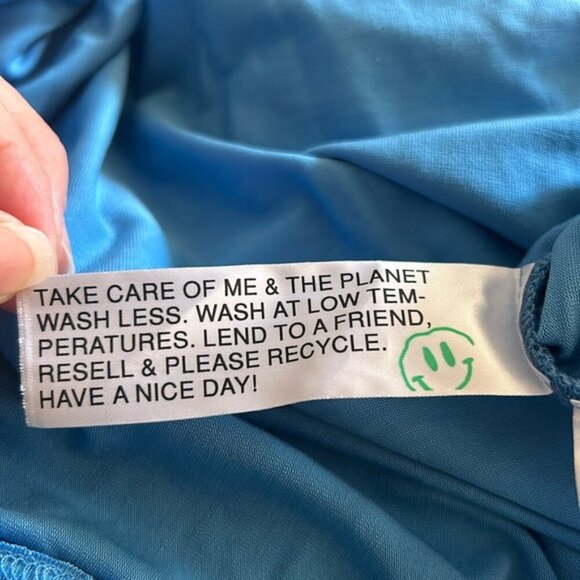 TAKE CARE OF ME & THE PLANET
WASH LESS. WASH AT LOW TEM-
PERATURES. LEND TO A FRIEND,
RESELL & PLEASE RECYCLE.
HAVE A NICE DAY!